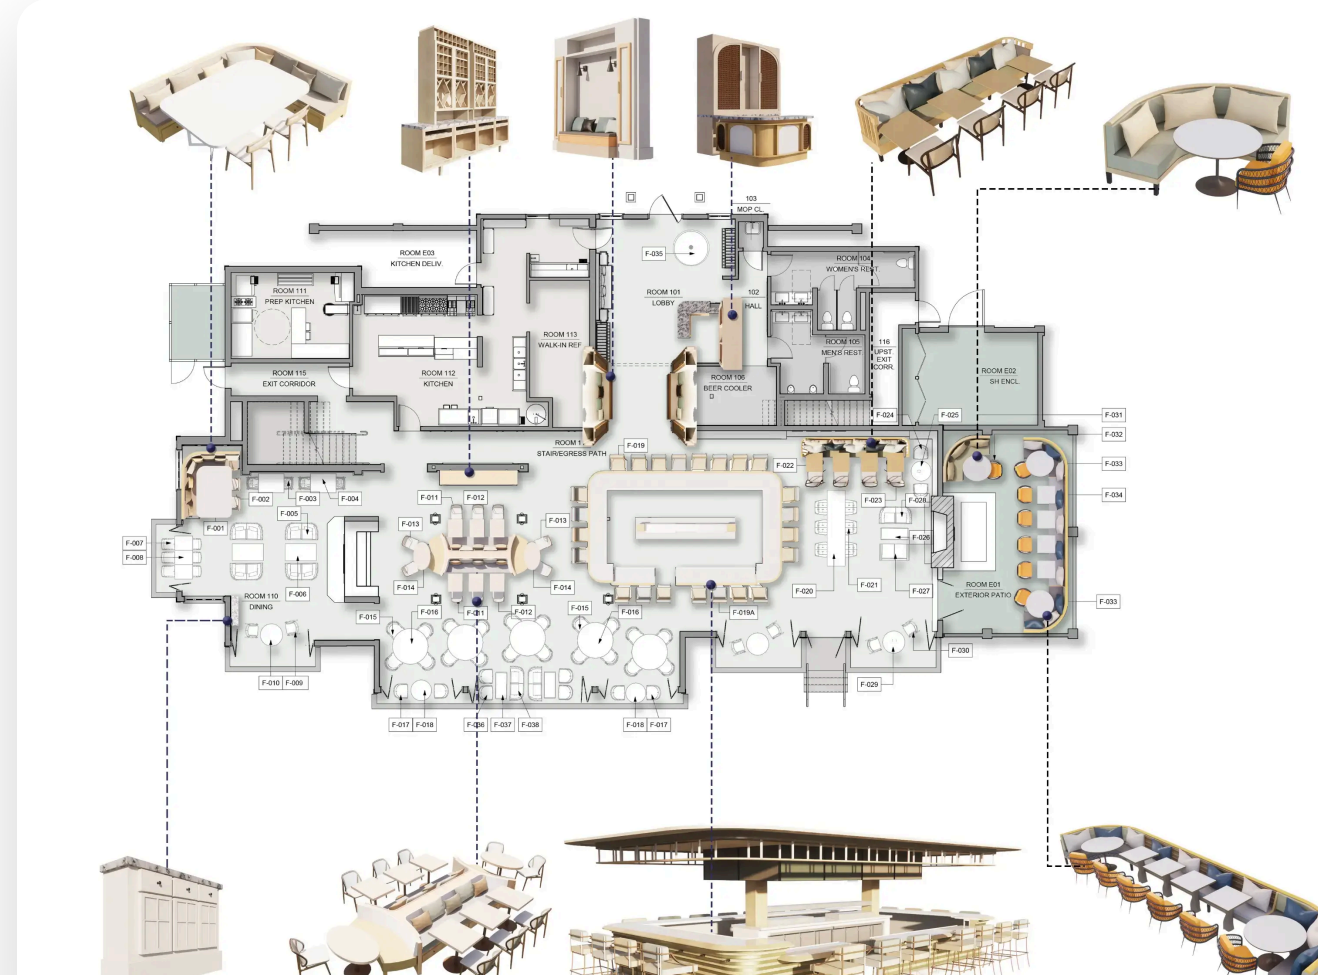 103
MOP CL.
ROOM E03
KITCHEN DELIV.
F-035
ROOM 104
WOMEN'S REST.
ROOM 111
PREP KITCHEN
ROOM 101
LOBBY
102
HALL
ROOM 113
WALK-IN REF.
ROOM 105
MEN'S REST.
116
UPST.
EXIT
CORR.
ROOM 115
EXIT CORRIDOR
ROOM 112
KITCHEN
ROOM 106
BEER COOLER
ROOM E02
SH ENCL.
F-024
F-025
F-031
F-032
ROOM 1
STAIR/EGRESS PATH
F-019
F-022
F-033
F-034
F-002
F-003
F-004
F-011
F-012
F-023
F-028
F-001
F-005
F-013
F-013
F-007
F-008
F-026
F-014
F-014
F-006
F-020
F-021
F-027
ROOM E01
EXTERIOR PATIO
F-033
ROOM 110
DINING
F-015
F-016
F-011
F-012
F-015
F-016
F-019A
F-030
F-010
F-009
F-029
F-017
F-018
F-036
F-037
F-038
F-018
F-017